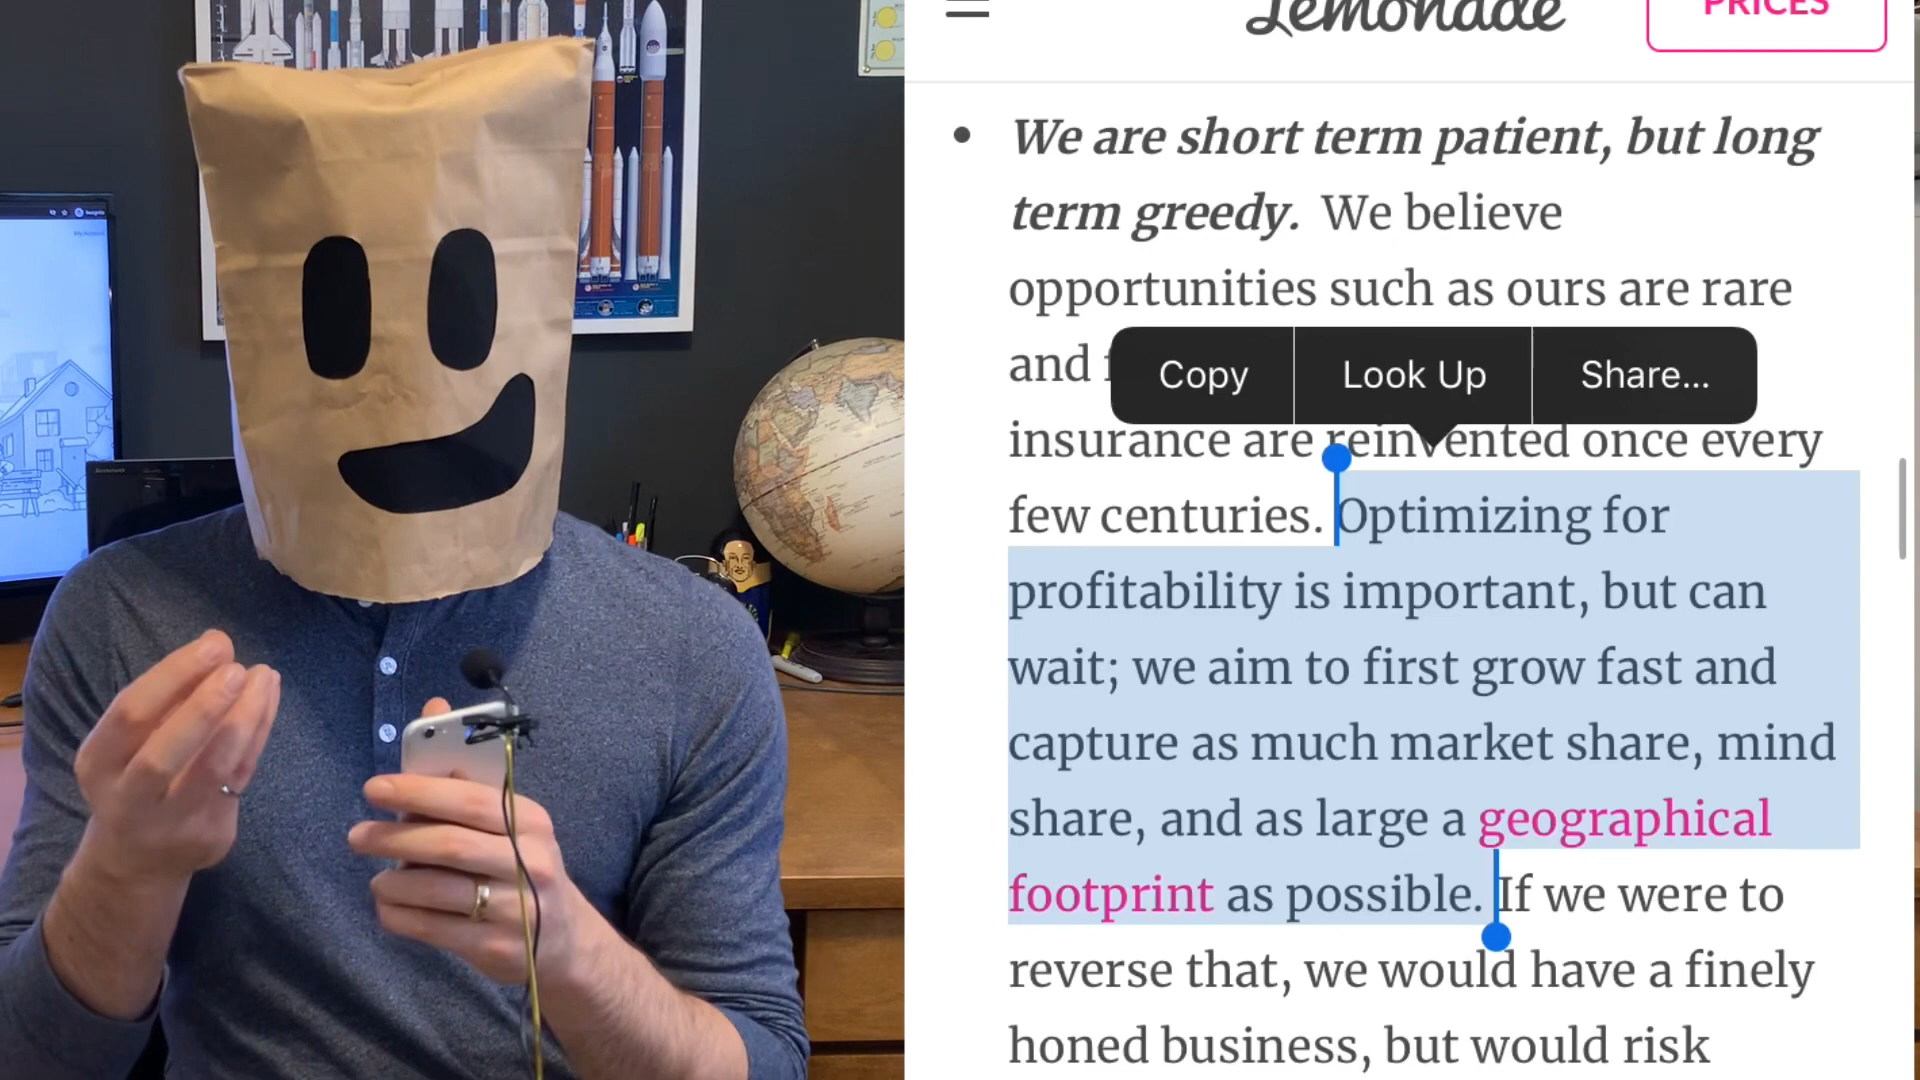 Lemonade
PRICES
• We are short term patient, but long
term greedy. We believe
opportunities such as ours are rare
and
Copy Look Up Share...
insurance are reinvented once every
few centuries. Optimizing for
profitability is important, but can
wait; we aim to first grow fast and
capture as much market share, mind
share, and as large a geographical
footprint as possible. If we were to
reverse that, we would have a finely
honed business, but would risk